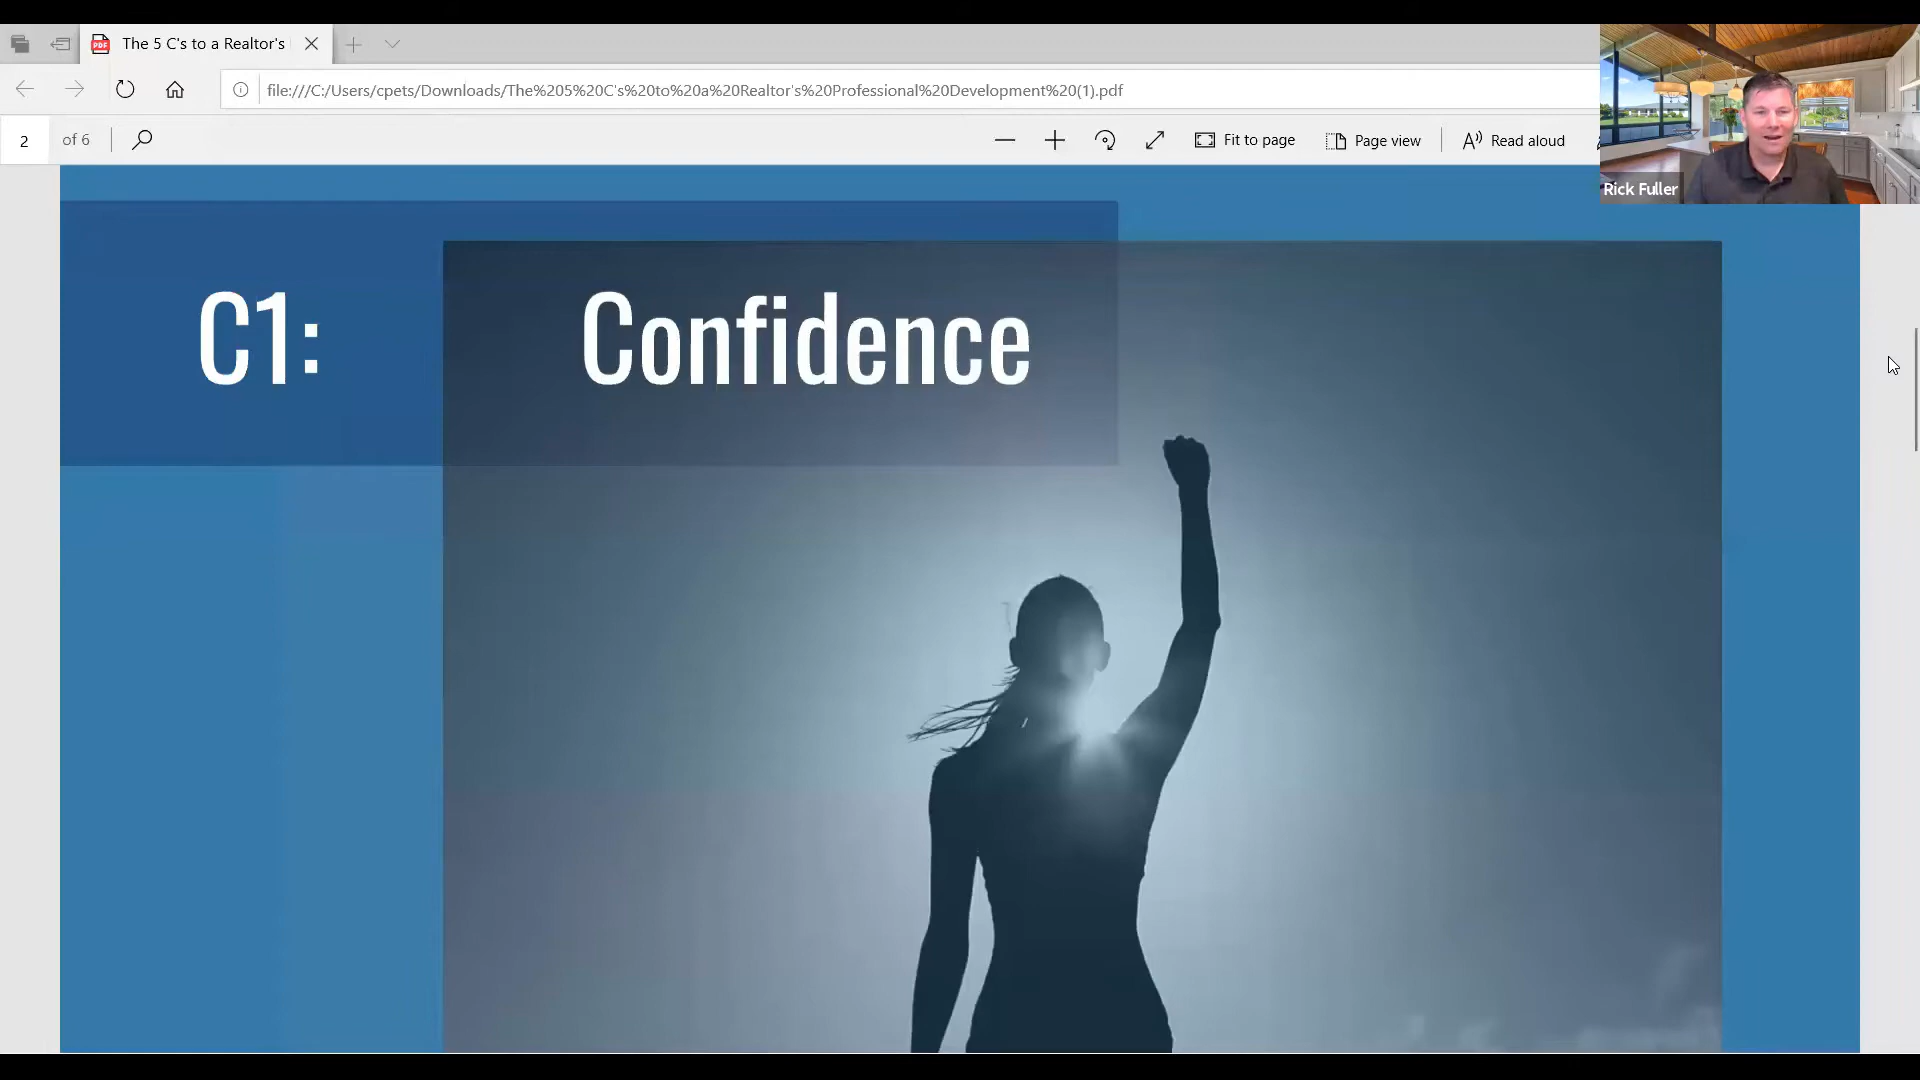 The 5 C's to a Realtor's
file:///C:/Users/cpets/Downloads/The%205%20C's%20to%20a%20Realtor's%20Professional%20Development%20(1).pdf
2 of 6
Fit to page
Page view
Read aloud
Rick Fuller
C1: Confidence